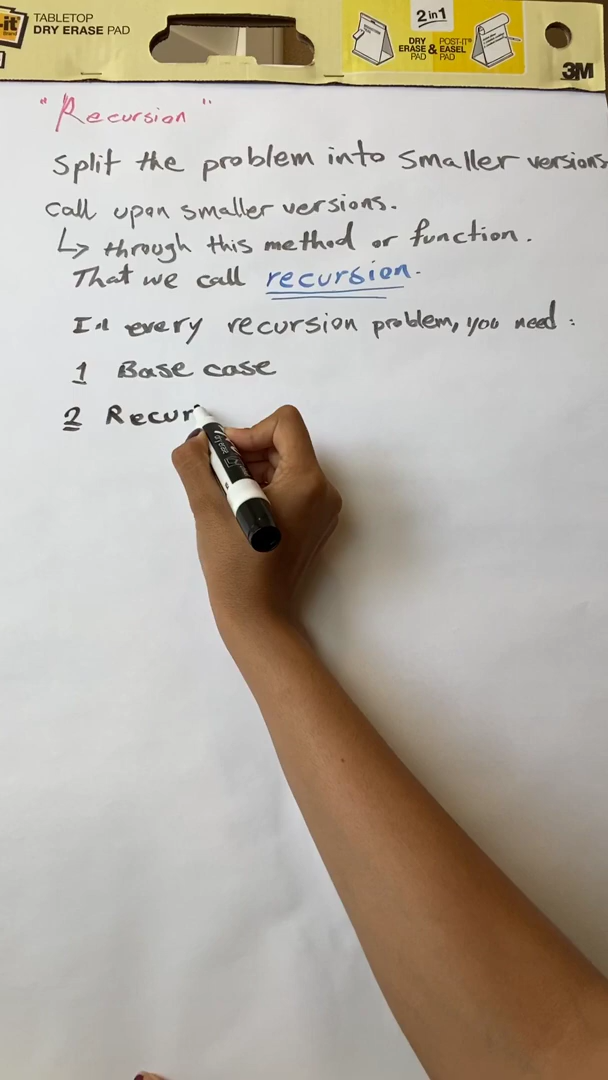 -it
TABLETOP
DRY ERASE PAD
2 in 1
DRY ERASE PAD & POST-IT® EASEL PAD
3M
"Recursion"
Split the problem into smaller versions
call upon smaller versions.
↳ through this method or function.
That we call recursion.
In every recursion problem, you need :
1 Base case
2 Recur